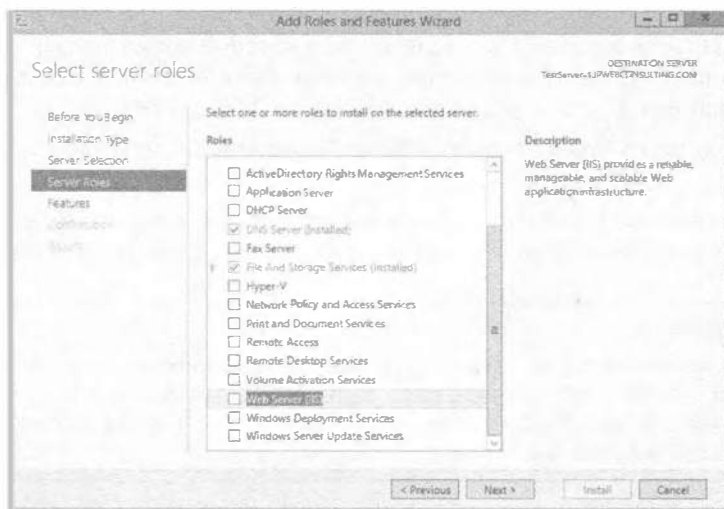 Add Roles and Features Wizard
Select server roles
DESTINATION SERVER
Before You Begin
Installation Type
Server Selection
Server Roles
Features
Confirmation
Select one or more roles to install on the selected server.
Roles
ActiveDirectory Rights Management Services
Application Server
DHCP Server
DNS Server (Installed)
Fax Server
File And Storage Services (Installed)
Hyper-V
Network Policy and Access Services
Print and Document Services
Remote Access
Remote Desktop Services
Volume Activation Services
Web Server (IIS)
Windows Deployment Services
Windows Server Update Services
Description
Web Server (IIS) provides a reliable,
manageable, and scalable Web
application infrastructure.
< Previous
Next >
Install
Cancel